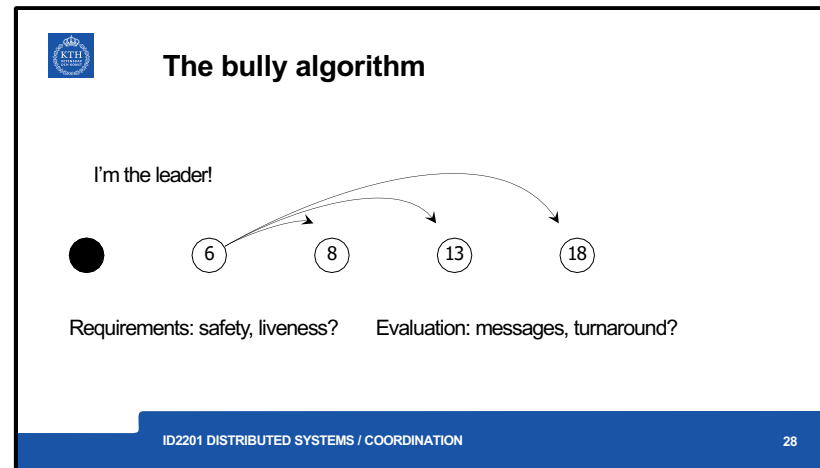 KTH
The bully algorithm
I'm the leader!
6 8 13 18
Requirements: safety, liveness? Evaluation: messages, turnaround?
ID2201 DISTRIBUTED SYSTEMS / COORDINATION 28